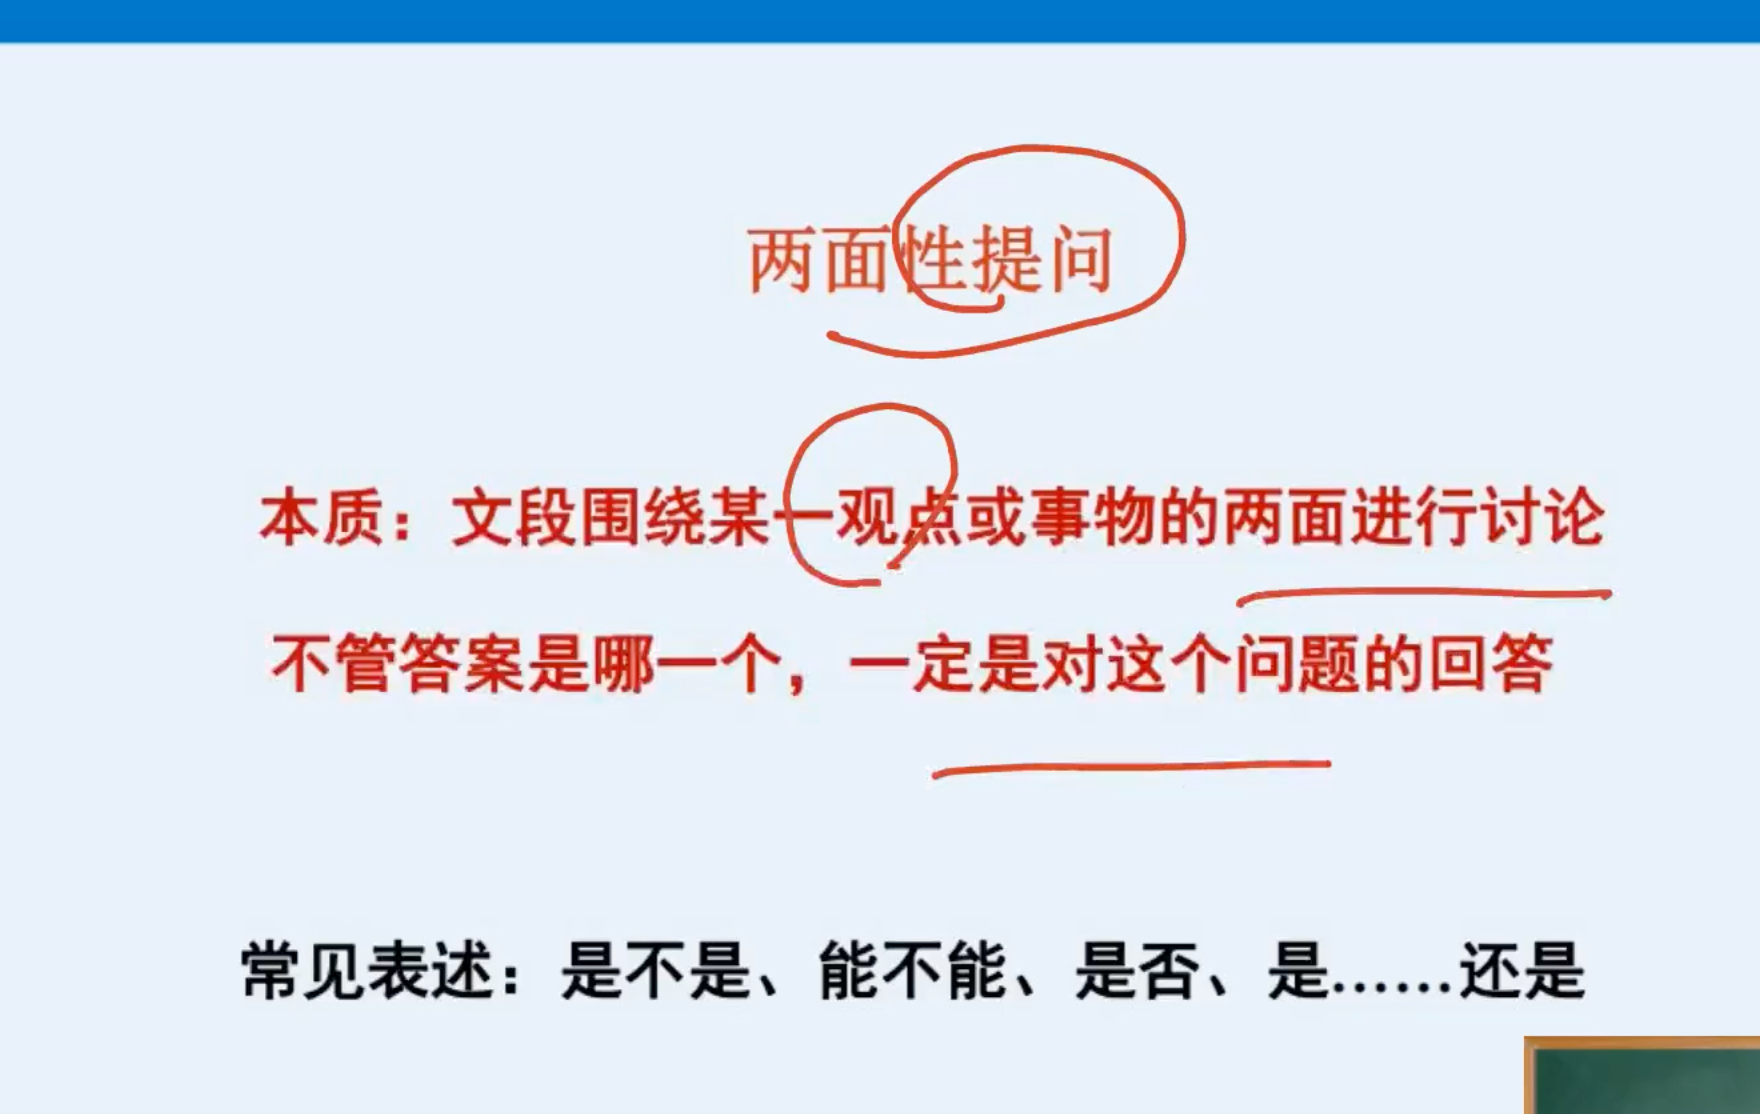 两面性提问
本质：文段围绕某一观点或事物的两面进行讨论
不管答案是哪一个，一定是对这个问题的回答
常见表述：是不是、能不能、是否、是……还是